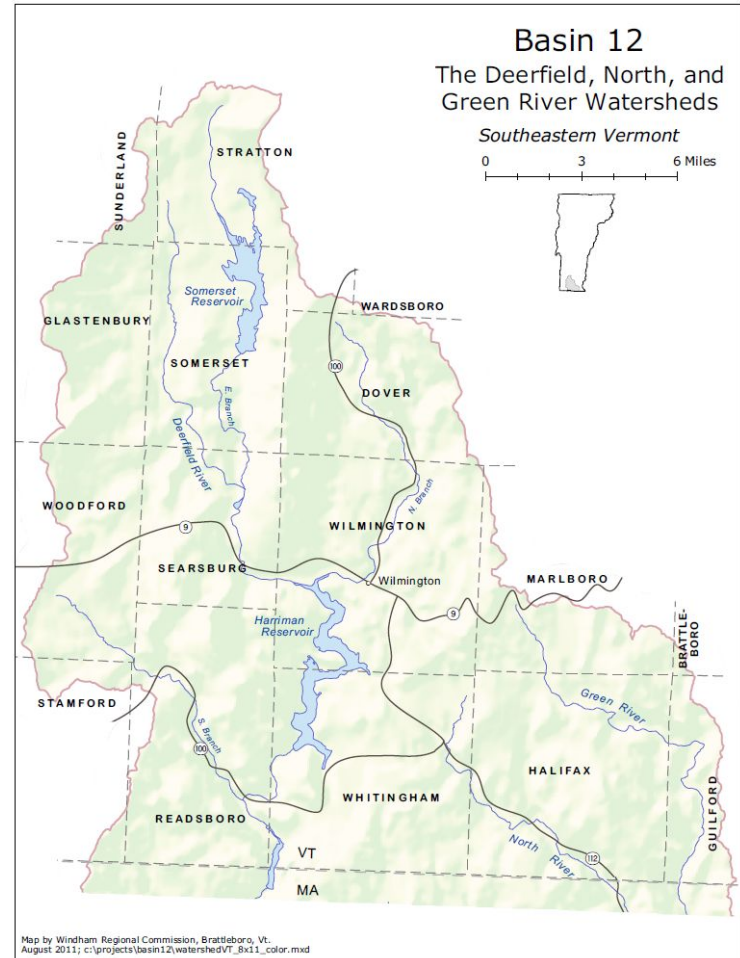 Basin 12
The Deerfield, North, and
Green River Watersheds
Southeastern Vermont
0 3 6 Miles
SUNDERLAND
STRATTON
Somerset
Reservoir
WARDSBORO
GLASTENBURY
SOMERSET
100
DOVER
E. Branch
Deerfield River
N. Branch
WOODFORD
9
WILMINGTON
SEARSBURG
Wilmington
MARLBORO
9
Harriman
Reservoir
BRATTLE-
BORO
STAMFORD
Green River
S. Branch
100
HALIFAX
WHITINGHAM
GUILFORD
READSBORO
North River
112
VT
MA
Map by Windham Regional Commission, Brattleboro, Vt.
August 2011; c:\projects\basin12\watershedVT_8x11_color.mxd